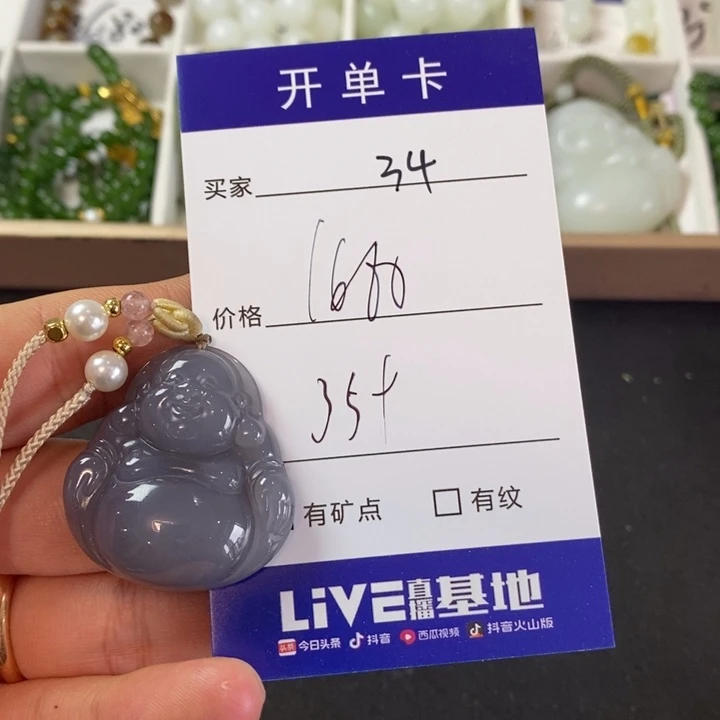 开单卡
买家 34
价格 1680
354
有矿点 有纹
LiVE直播基地
今日头条 抖音 西瓜视频 抖音火山版